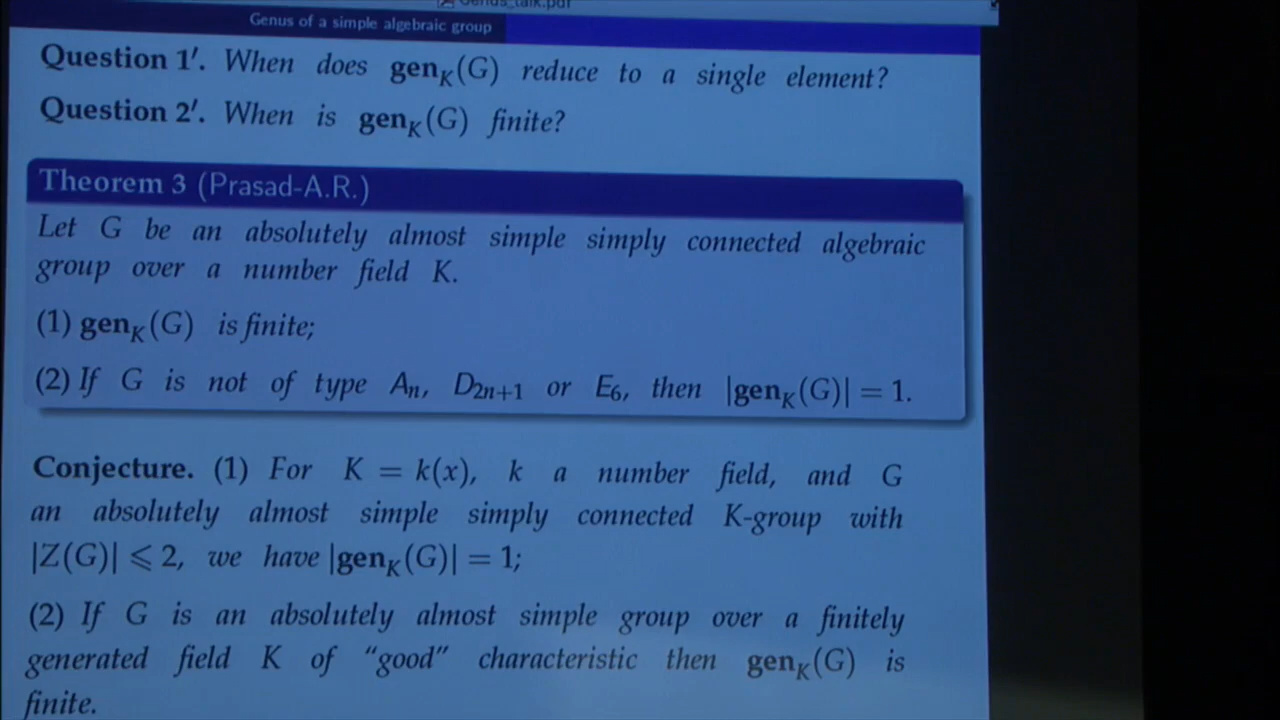 Genus_talk.pdf
Genus of a simple algebraic group
Question 1′. When does gen_K(G) reduce to a single element?
Question 2′. When is gen_K(G) finite?
Theorem 3 (Prasad-A.R.)
Let G be an absolutely almost simple simply connected algebraic
group over a number field K.
(1) gen_K(G) is finite;
(2) If G is not of type A_n, D_{2n+1} or E_6, then |gen_K(G)| = 1.
Conjecture. (1) For K = k(x), k a number field, and G
an absolutely almost simple simply connected K-group with
|Z(G)| ⩽ 2, we have |gen_K(G)| = 1;
(2) If G is an absolutely almost simple group over a finitely
generated field K of “good” characteristic then gen_K(G) is
finite.